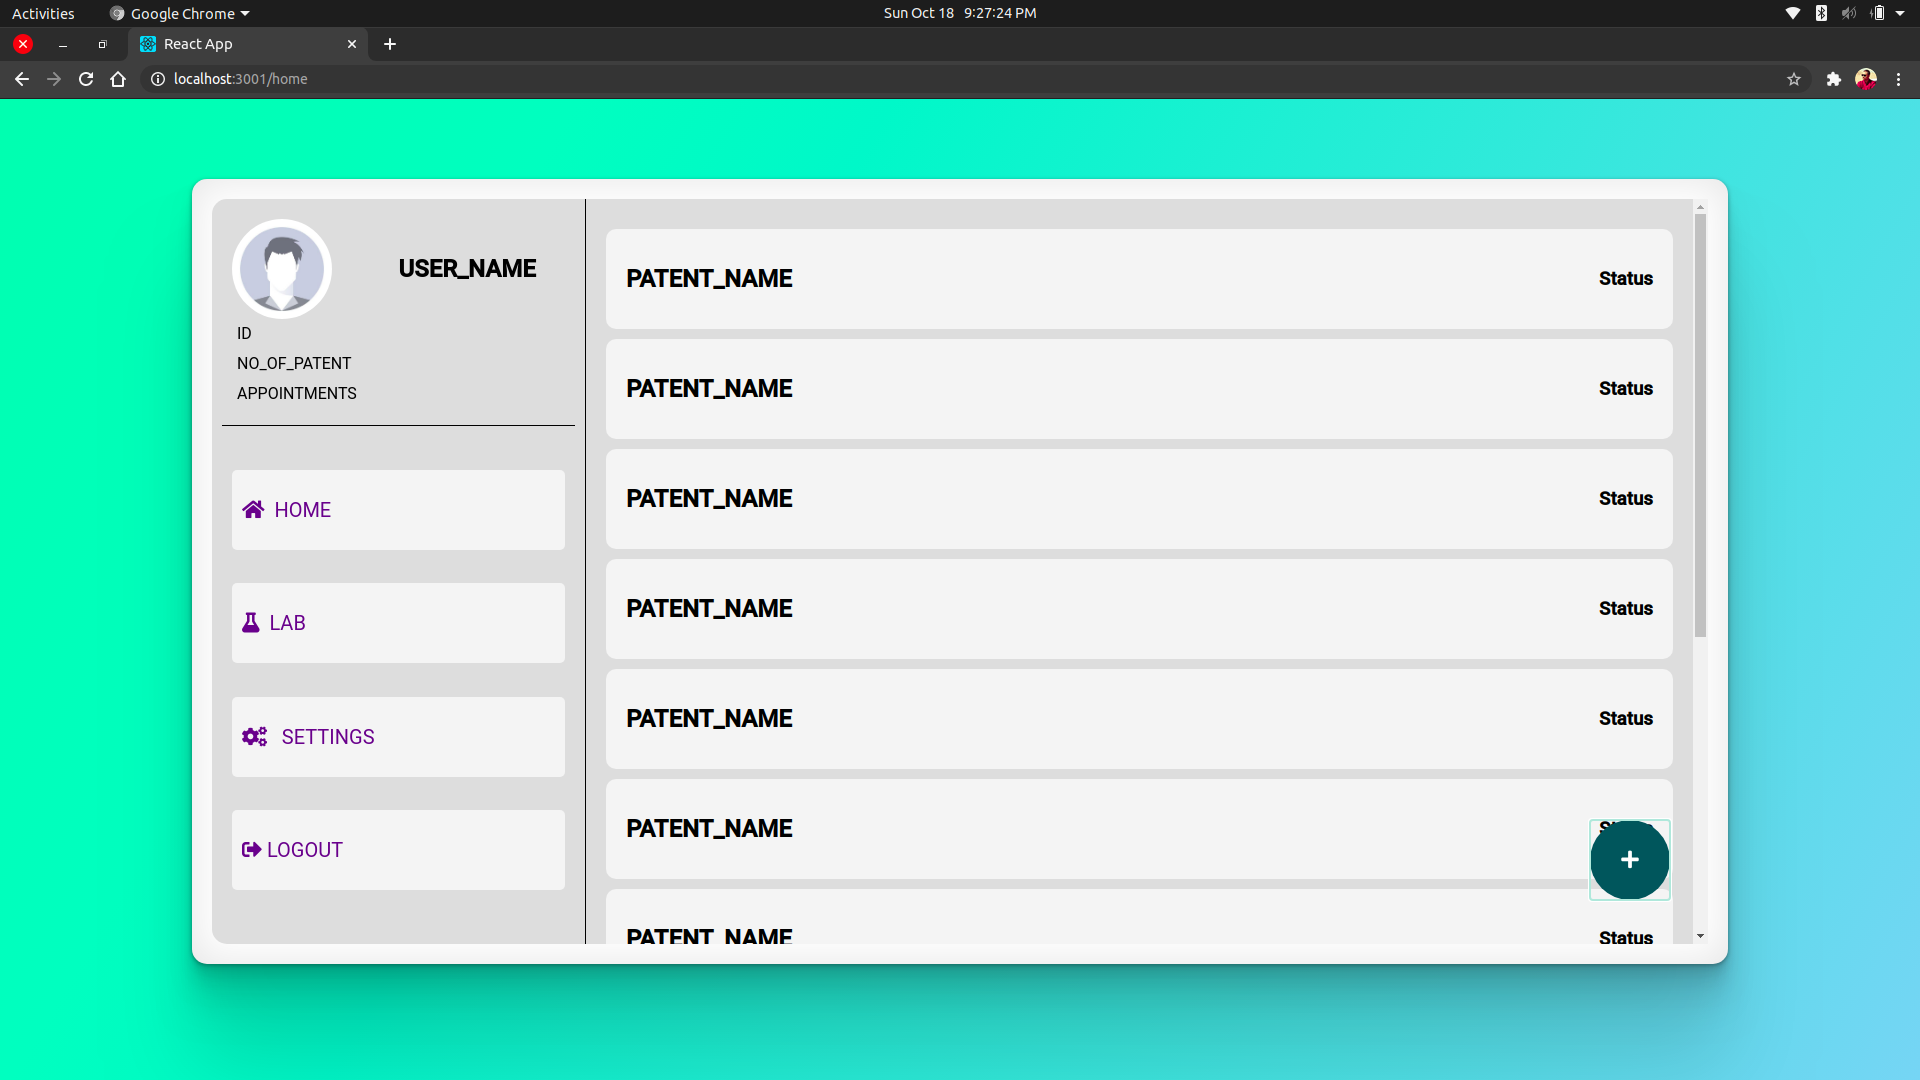 Activities Google Chrome Sun Oct 18 9:27:24 PM
React App
localhost:3001/home
USER_NAME
ID
NO_OF_PATENT
APPOINTMENTS
HOME
LAB
SETTINGS
LOGOUT
PATENT_NAME Status
PATENT_NAME Status
PATENT_NAME Status
PATENT_NAME Status
PATENT_NAME Status
PATENT_NAME
PATENT_NAME Status